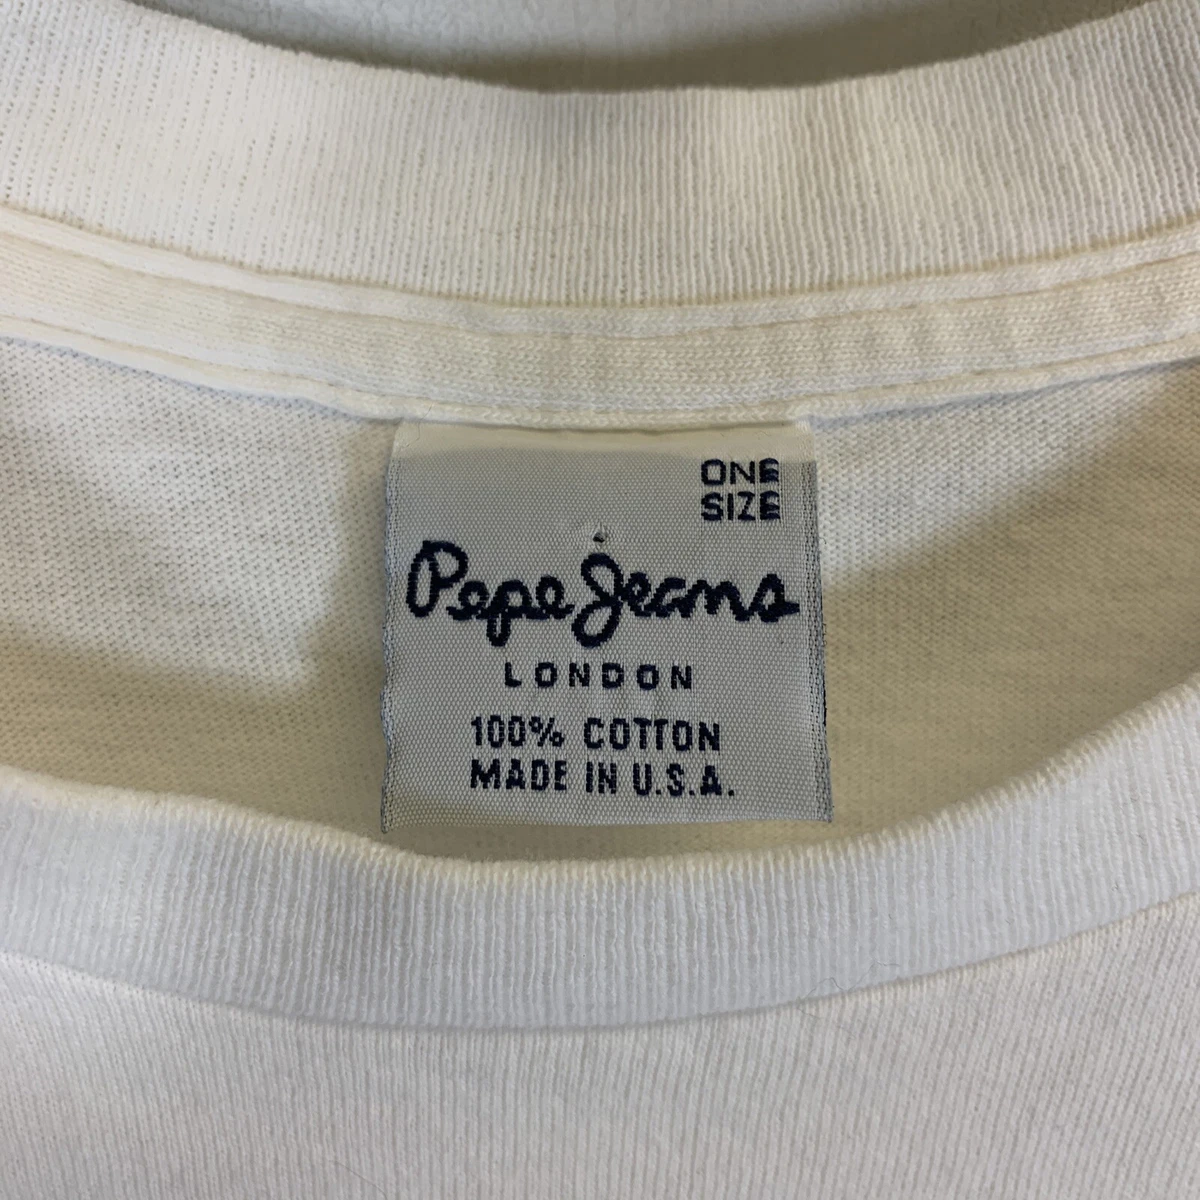 ONE
SIZE
Pepe Jeans
LONDON
100% COTTON
MADE IN U.S.A.